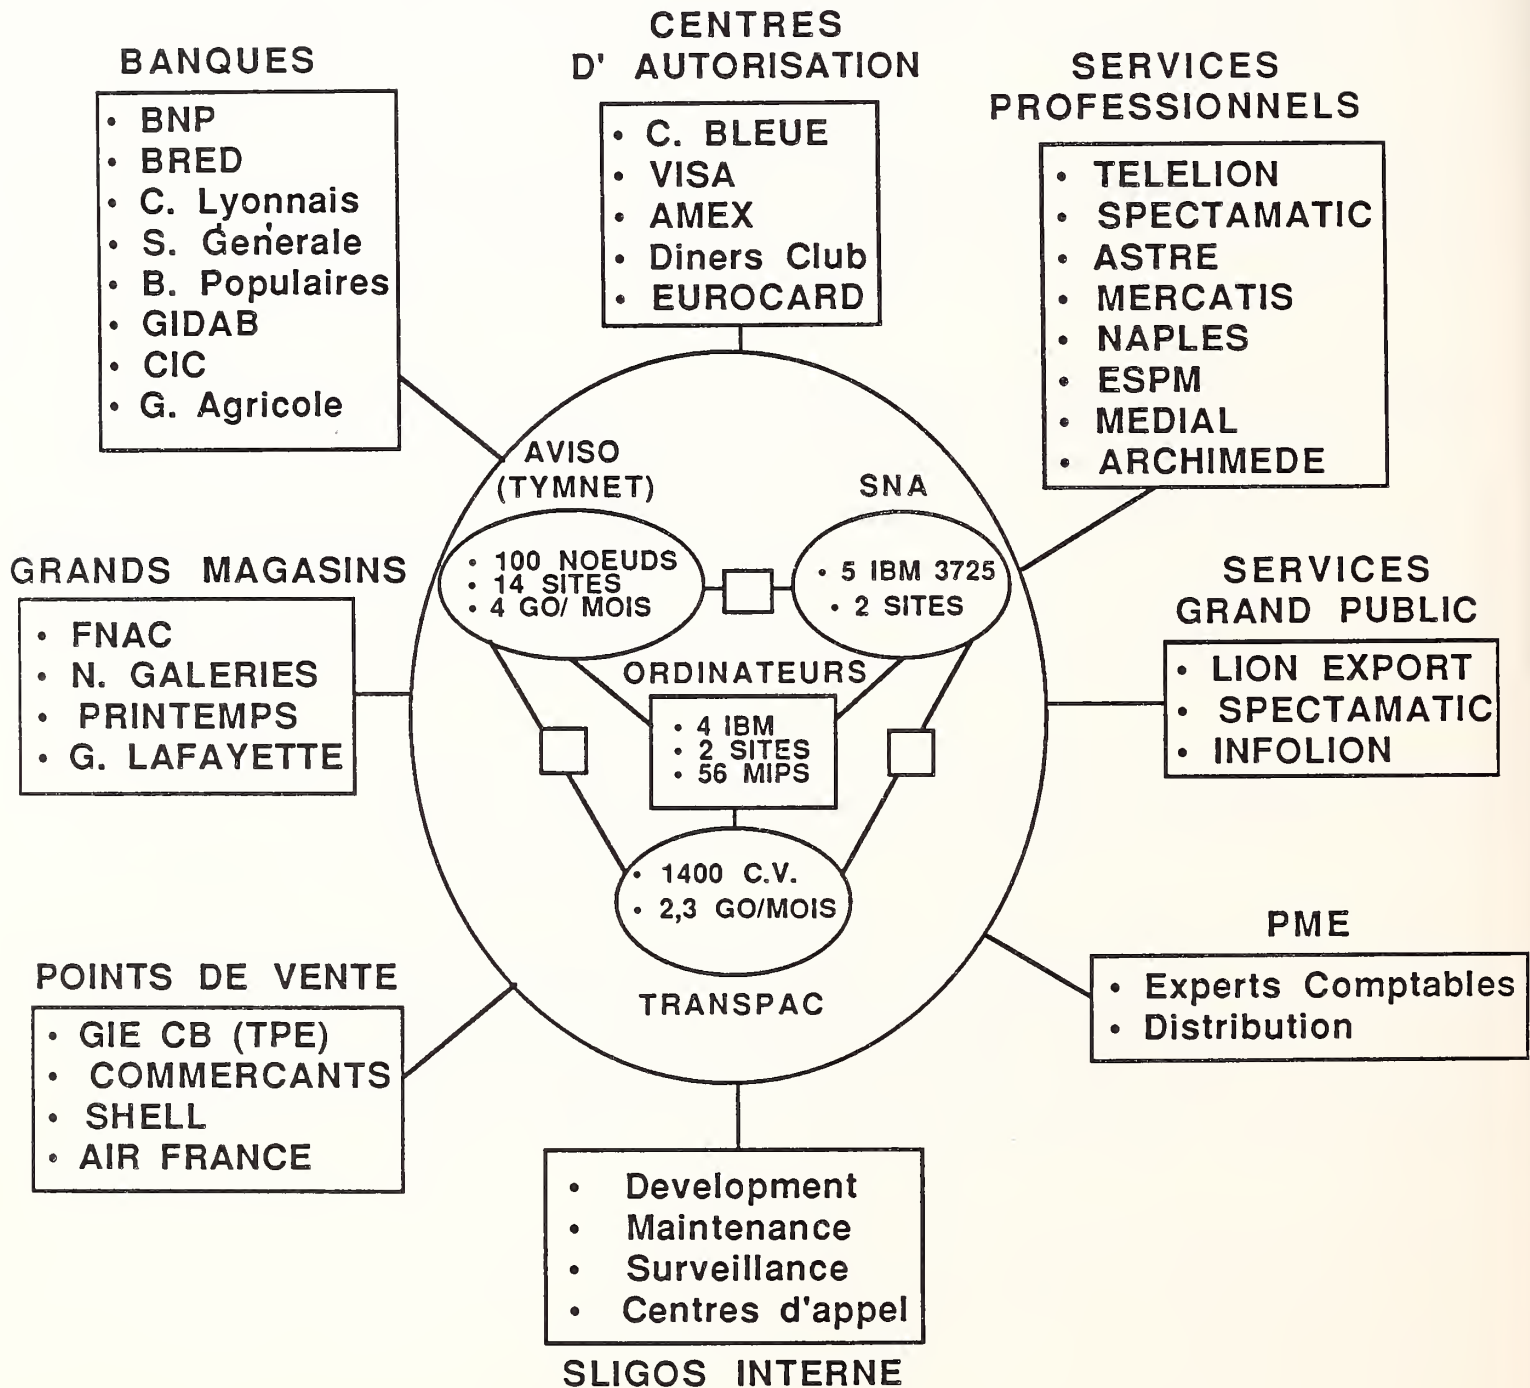 BANQUES
• BNP
• BRED
• C. Lyonnais
• S. Generale
• B. Populaires
• GIDAB
• CIC
• G. Agricole
CENTRES
D' AUTORISATION
• C. BLEUE
• VISA
• AMEX
• Diners Club
• EUROCARD
SERVICES
PROFESSIONNELS
• TELELION
• SPECTAMATIC
• ASTRE
• MERCATIS
• NAPLES
• ESPM
• MEDIAL
• ARCHIMEDE
AVISO
(TYMNET)
• 100 NOEUDS
• 14 SITES
• 4 GO/ MOIS
SNA
• 5 IBM 3725
• 2 SITES
GRANDS MAGASINS
• FNAC
• N. GALERIES
• PRINTEMPS
• G. LAFAYETTE
ORDINATEURS
• 4 IBM
• 2 SITES
• 56 MIPS
SERVICES
GRAND PUBLIC
• LION EXPORT
• SPECTAMATIC
• INFOLION
• 1400 C.V.
• 2,3 GO/MOIS
TRANSPAC
POINTS DE VENTE
• GIE CB (TPE)
• COMMERCANTS
• SHELL
• AIR FRANCE
PME
• Experts Comptables
• Distribution
• Development
• Maintenance
• Surveillance
• Centres d'appel
SLIGOS INTERNE